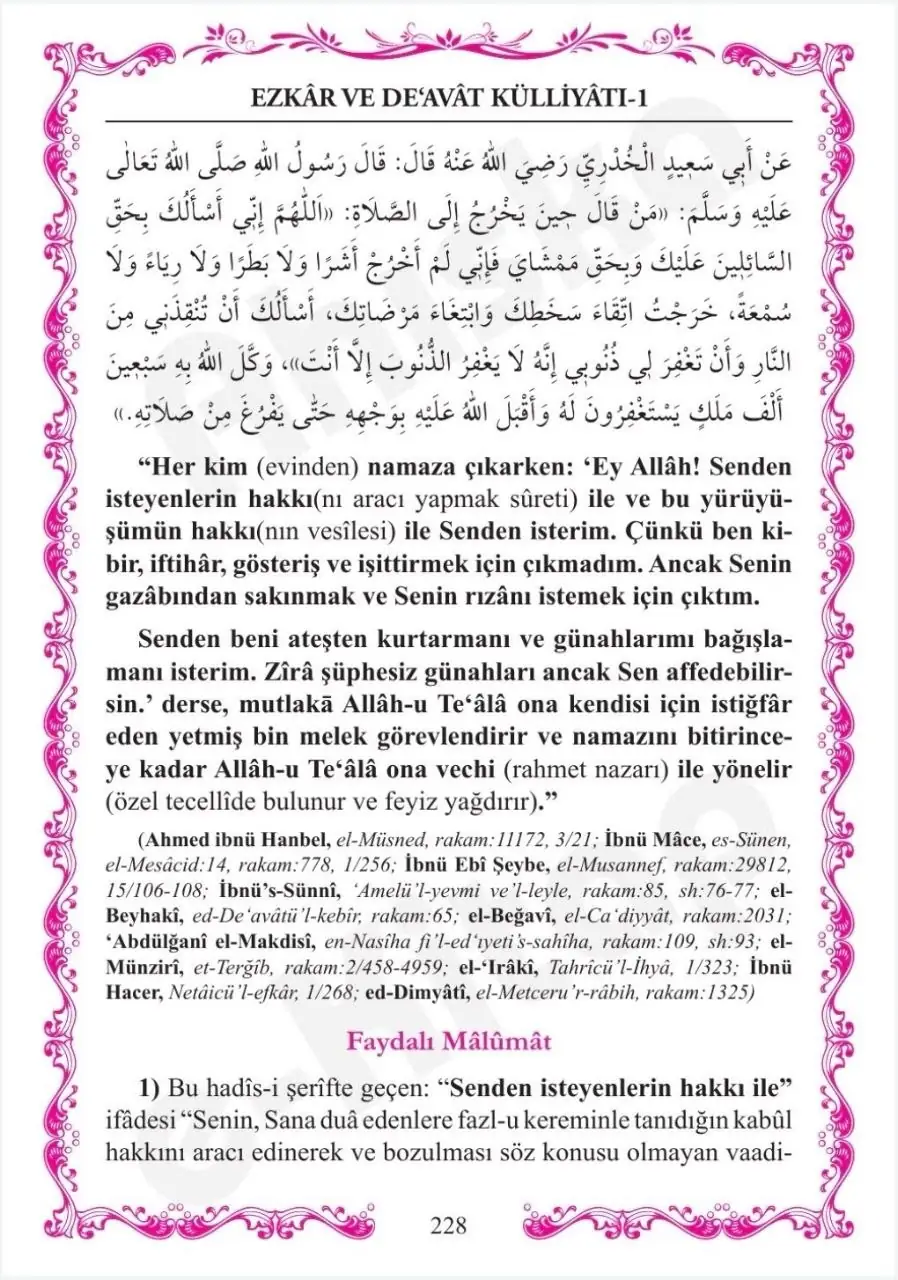 EZKÂR VE DE‘AVÂT KÜLLİYÂTI-1
عَنْ أَبِي سَعِيدٍ الْخُدْرِيِّ رَضِيَ اللهُ عَنْهُ قَالَ: قَالَ رَسُولُ اللهِ صَلَّى اللهُ تَعَالَى
عَلَيْهِ وَسَلَّمَ: «مَنْ قَالَ حِينَ يَخْرُجُ إِلَى الصَّلَاةِ: «اَللّٰهُمَّ إِنِّي أَسْأَلُكَ بِحَقِّ
السَّائِلِينَ عَلَيْكَ وَبِحَقِّ مَمْشَايَ فَإِنِّي لَمْ أَخْرُجْ أَشَرًا وَلَا بَطَرًا وَلَا رِيَاءً وَلَا
سُمْعَةً، خَرَجْتُ اتِّقَاءَ سَخَطِكَ وَابْتِغَاءَ مَرْضَاتِكَ، أَسْأَلُكَ أَنْ تُنْقِذَنِي مِنَ
النَّارِ وَأَنْ تَغْفِرَ لِي ذُنُوبِي إِنَّهُ لَا يَغْفِرُ الذُّنُوبَ إِلَّا أَنْتَ»، وَكَّلَ اللهُ بِهِ سَبْعِينَ
أَلْفَ مَلَكٍ يَسْتَغْفِرُونَ لَهُ وَأَقْبَلَ اللهُ عَلَيْهِ بِوَجْهِهِ حَتَّى يَفْرُغَ مِنْ صَلَاتِهِ.»
“Her kim (evinden) namaza çıkarken: ‘Ey Allâh! Senden
isteyenlerin hakkı(nı aracı yapmak sûreti) ile ve bu yürüyü-
şümün hakkı(nın vesîlesi) ile Senden isterim. Çünkü ben ki-
bir, iftihâr, gösteriş ve işittirmek için çıkmadım. Ancak Senin
gazâbından sakınmak ve Senin rızânı istemek için çıktım.
Senden beni ateşten kurtarmanı ve günahlarımı bağışla-
manı isterim. Zîrâ şüphesiz günahları ancak Sen affedebilir-
sin.’ derse, mutlakā Allâh-u Te‘âlâ ona kendisi için istiğfâr
eden yetmiş bin melek görevlendirir ve namazını bitirince-
ye kadar Allâh-u Te‘âlâ ona vechi (rahmet nazarı) ile yönelir
(özel tecellîde bulunur ve feyiz yağdırır).”
(Ahmed ibnü Hanbel, el-Müsned, rakam:11172, 3/21; İbnü Mâce, es-Sünen,
el-Mesâcid:14, rakam:778, 1/256; İbnü Ebî Şeybe, el-Musannef, rakam:29812,
15/106-108; İbnü’s-Sünnî, ‘Amelü’l-yevmi ve’l-leyle, rakam:85, sh:76-77; el-
Beyhakî, ed-De‘avâtü’l-kebîr, rakam:65; el-Beğavî, el-Ca‘diyyât, rakam:2031;
‘Abdülğanî el-Makdisî, en-Nasîha fi’l-ed‘ıyeti’s-sahîha, rakam:109, sh:93; el-
Münzirî, et-Terğîb, rakam:2/458-4959; el-‘Irâkî, Tahrîcü’l-İhyâ, 1/323; İbnü
Hacer, Netâicü’l-efkâr, 1/268; ed-Dimyâtî, el-Metceru’r-râbih, rakam:1325)
Faydalı Mâlûmât
1) Bu hadîs-i şerîfte geçen: “Senden isteyenlerin hakkı ile”
ifâdesi “Senin, Sana duâ edenlere fazl-u kereminle tanıdığın kabûl
hakkını aracı edinerek ve bozulması söz konusu olmayan vaadi-
228